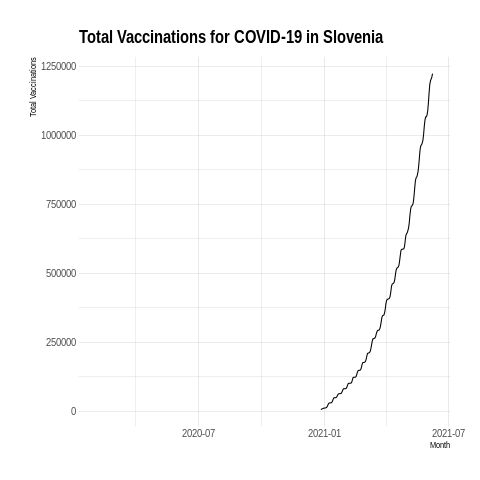 Total Vaccinations for COVID-19 in Slovenia
Total Vaccinations
1250000
1000000
750000
500000
250000
0
2020-07 2021-01 2021-07
Month